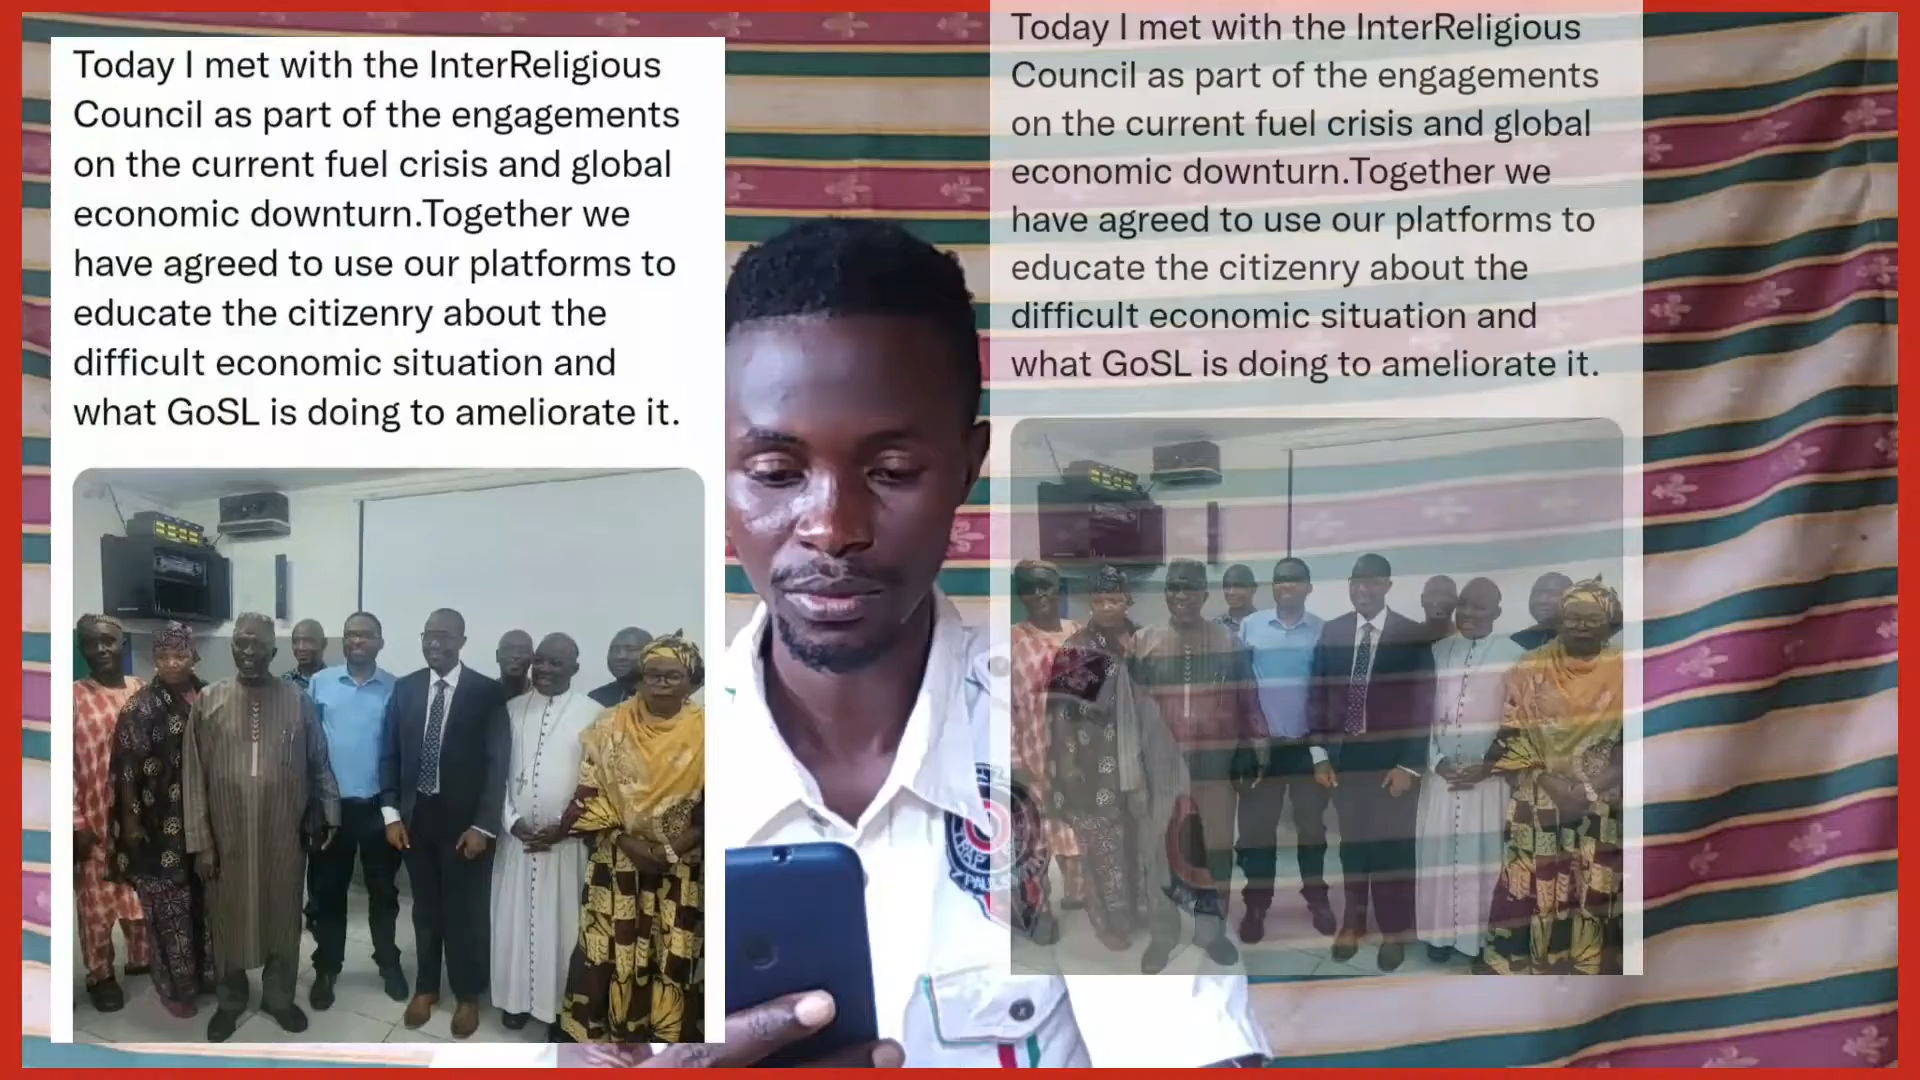 Today I met with the InterReligious
Council as part of the engagements
on the current fuel crisis and global
economic downturn.Together we
have agreed to use our platforms to
educate the citizenry about the
difficult economic situation and
what GoSL is doing to ameliorate it.
Today I met with the InterReligious
Council as part of the engagements
on the current fuel crisis and global
economic downturn.Together we
have agreed to use our platforms to
educate the citizenry about the
difficult economic situation and
what GoSL is doing to ameliorate it.